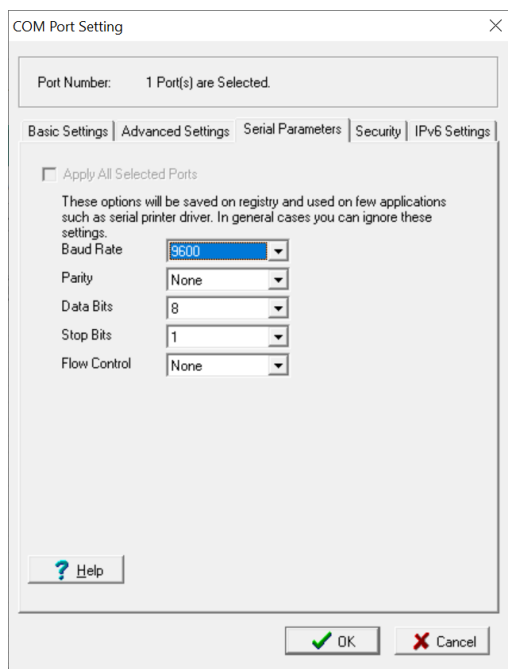 COM Port Setting
Port Number: 1 Port(s) are Selected.
Basic Settings Advanced Settings Serial Parameters Security IPv6 Settings
Apply All Selected Ports
These options will be saved on registry and used on few applications
such as serial printer driver. In general cases you can ignore these
settings.
Baud Rate 9600
Parity None
Data Bits 8
Stop Bits 1
Flow Control None
? Help
OK Cancel